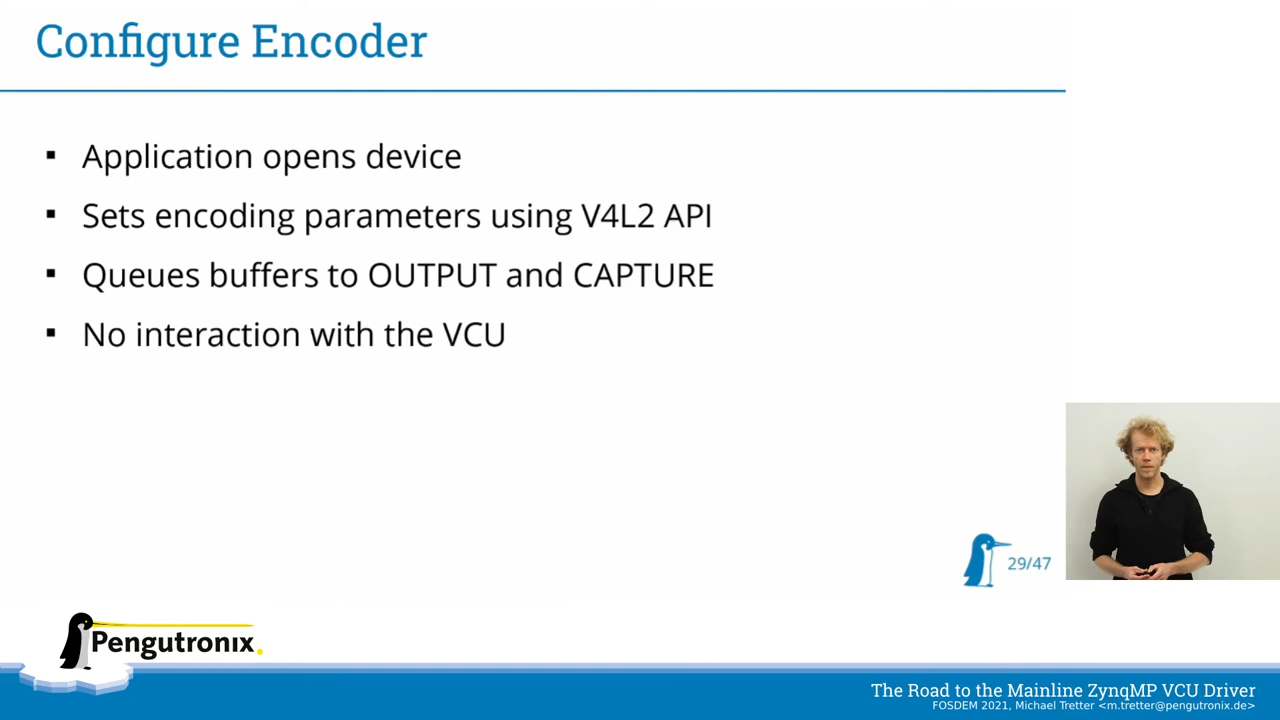 Configure Encoder
▪ Application opens device
▪ Sets encoding parameters using V4L2 API
▪ Queues buffers to OUTPUT and CAPTURE
▪ No interaction with the VCU
29/47
Pengutronix
The Road to the Mainline ZynqMP VCU Driver
FOSDEM 2021, Michael Tretter <m.tretter@pengutronix.de>